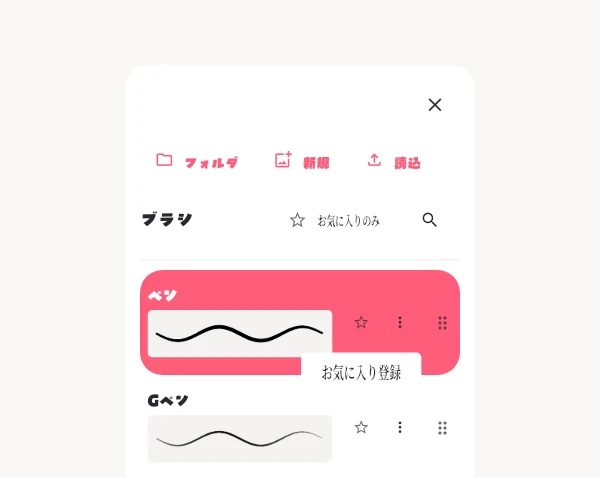 フォルダ 新規 読込
ブラシ お気に入りのみ
ペン
お気に入り登録
Gペン